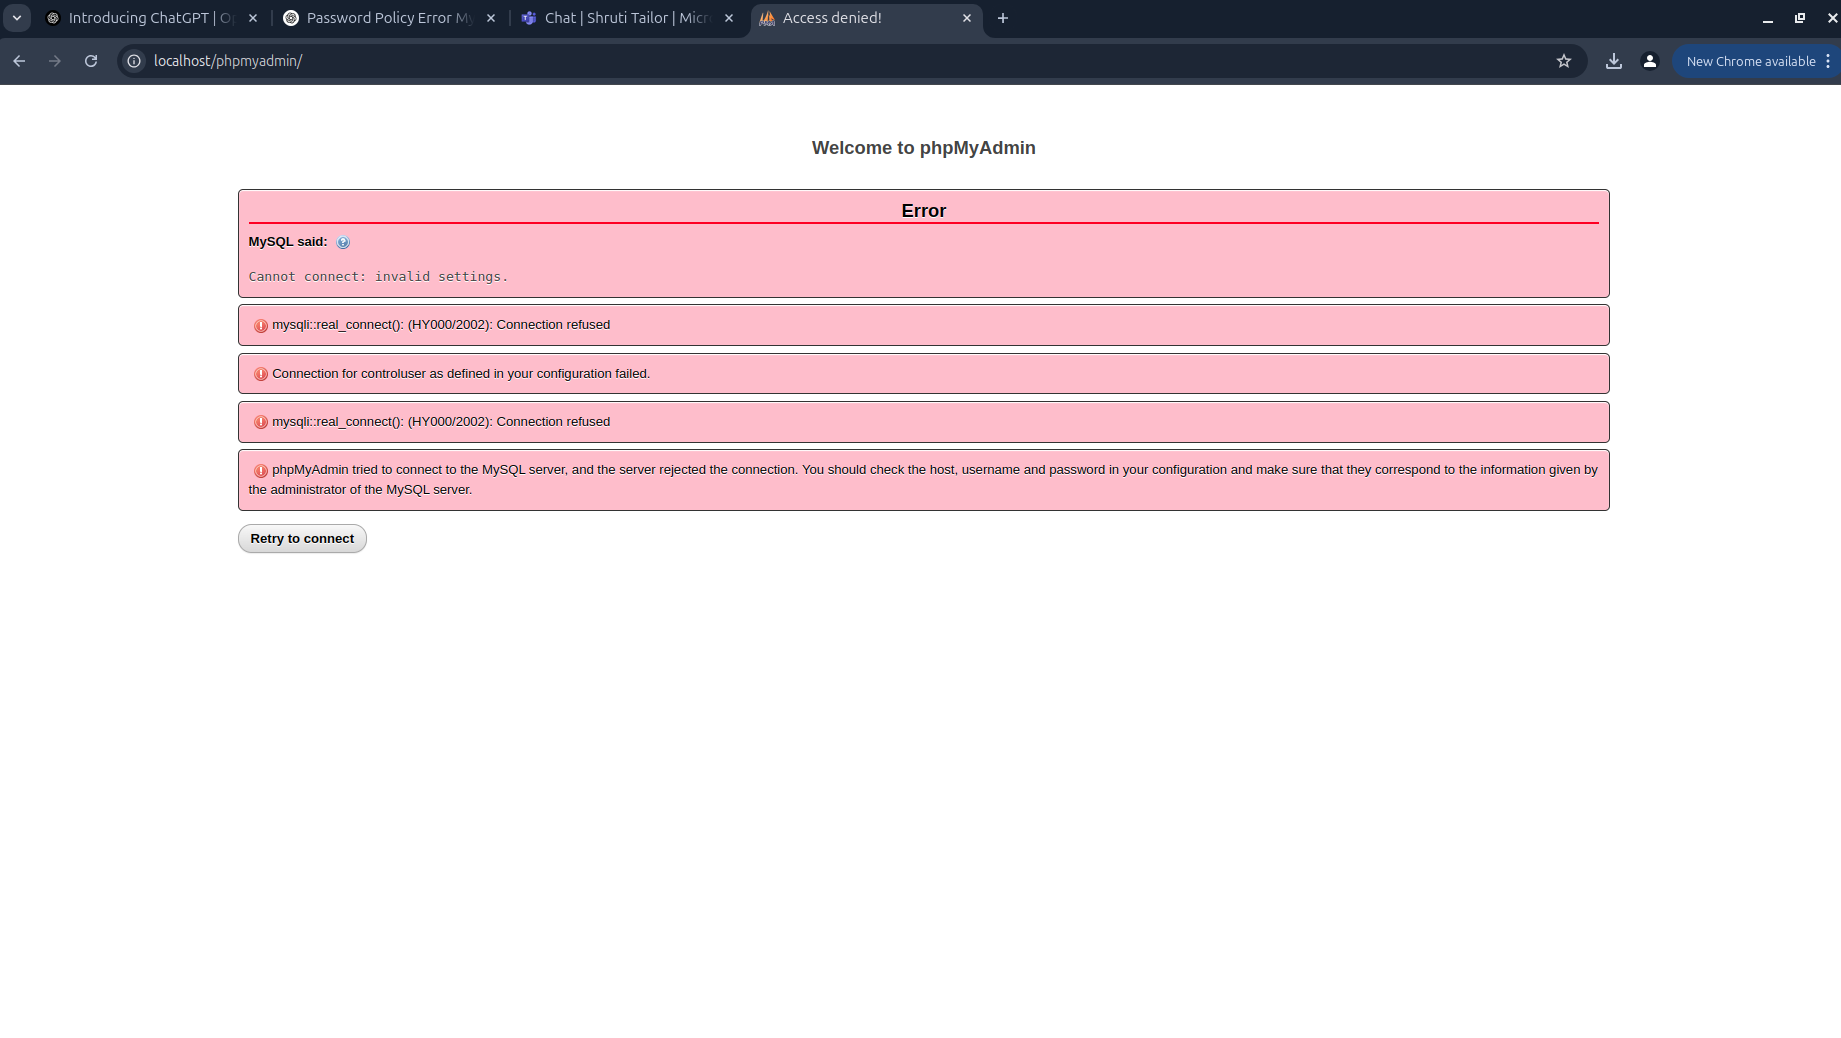 Introducing ChatGPT | O
Password Policy Error My
Chat | Shruti Tailor | Micr
Access denied!
localhost/phpmyadmin/
New Chrome available
Welcome to phpMyAdmin
Error
MySQL said:
Cannot connect: invalid settings.
mysqli::real_connect(): (HY000/2002): Connection refused
Connection for controluser as defined in your configuration failed.
mysqli::real_connect(): (HY000/2002): Connection refused
phpMyAdmin tried to connect to the MySQL server, and the server rejected the connection. You should check the host, username and password in your configuration and make sure that they correspond to the information given by
the administrator of the MySQL server.
Retry to connect